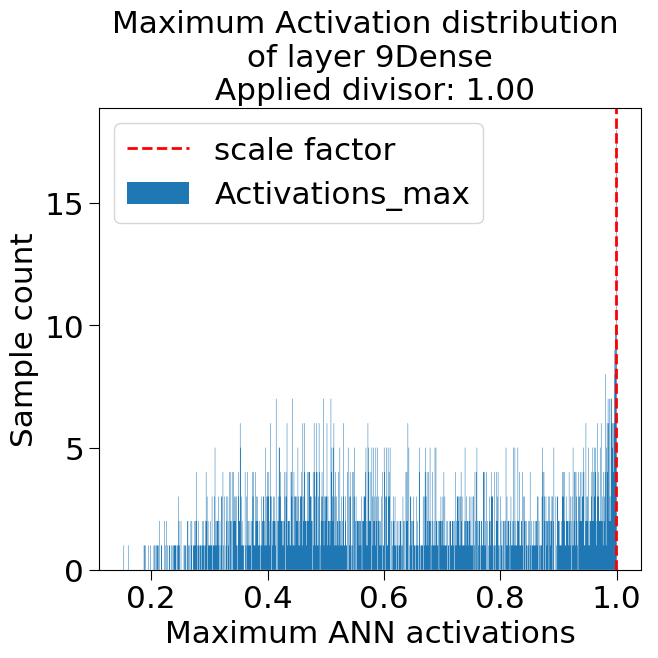 Maximum Activation distribution
of layer 9Dense
Applied divisor: 1.00
scale factor
Activations_max
Sample count
15
10
5
0
0.2 0.4 0.6 0.8 1.0
Maximum ANN activations